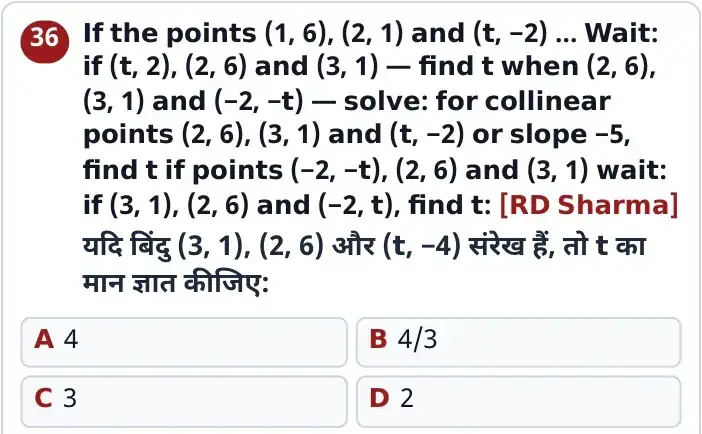 36 If the points (1, 6), (2, 1) and (t, −2) ... Wait:
if (t, 2), (2, 6) and (3, 1) — find t when (2, 6),
(3, 1) and (−2, −t) — solve: for collinear
points (2, 6), (3, 1) and (t, −2) or slope −5,
find t if points (−2, −t), (2, 6) and (3, 1) wait:
if (3, 1), (2, 6) and (−2, t), find t: [RD Sharma]
यदि बिंदु (3, 1), (2, 6) और (t, −4) संरेख हैं, तो t का
मान ज्ञात कीजिए:
A 4
B 4/3
C 3
D 2